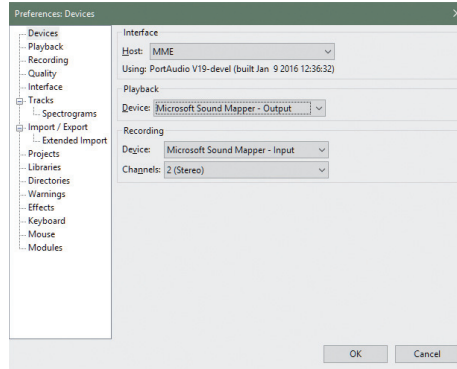 Preferences: Devices
Devices
Playback
Recording
Quality
Interface
Tracks
Spectrograms
Import / Export
Extended Import
Projects
Libraries
Directories
Warnings
Effects
Keyboard
Mouse
Modules
Interface
Host: MME
Using: PortAudio V19-devel (built Jan 9 2016 12:36:32)
Playback
Device: Microsoft Sound Mapper - Output
Recording
Device: Microsoft Sound Mapper - Input
Channels: 2 (Stereo)
OK Cancel